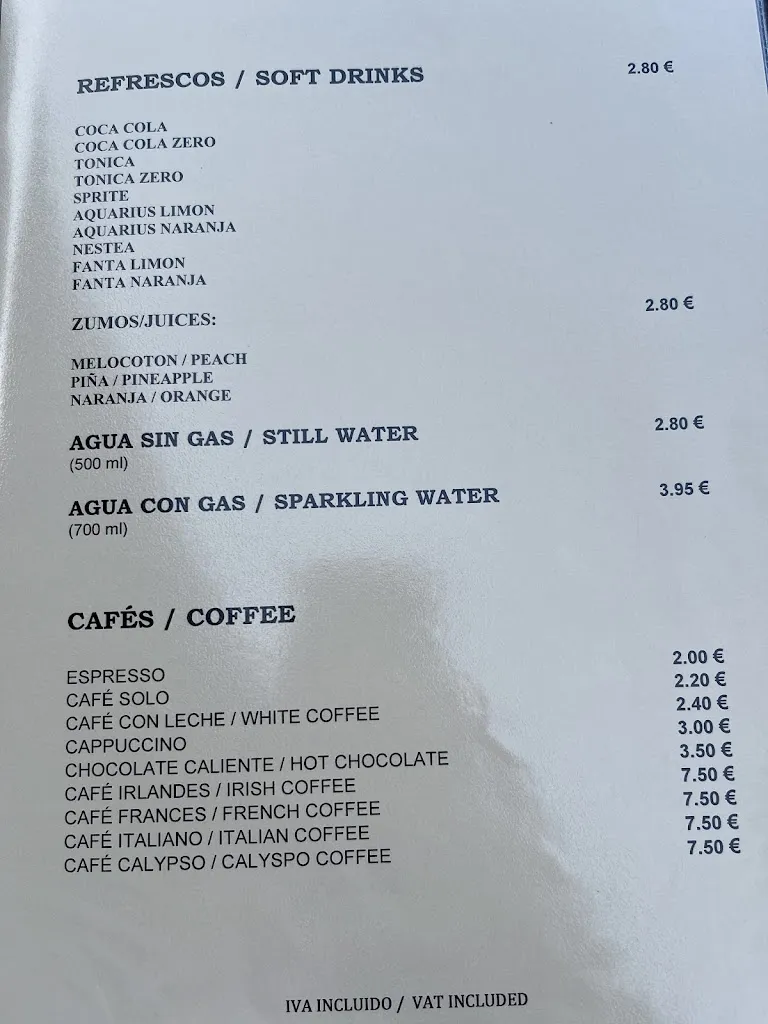 REFRESCOS / SOFT DRINKS 2.80 €
COCA COLA
COCA COLA ZERO
TONICA
TONICA ZERO
SPRITE
AQUARIUS LIMON
AQUARIUS NARANJA
NESTEA
FANTA LIMON
FANTA NARANJA
ZUMOS/JUICES: 2.80 €
MELOCOTON / PEACH
PIÑA / PINEAPPLE
NARANJA / ORANGE
AGUA SIN GAS / STILL WATER 2.80 €
(500 ml)
AGUA CON GAS / SPARKLING WATER 3.95 €
(700 ml)
CAFÉS / COFFEE
ESPRESSO 2.00 €
CAFÉ SOLO 2.20 €
CAFÉ CON LECHE / WHITE COFFEE 2.40 €
CAPPUCCINO 3.00 €
CHOCOLATE CALIENTE / HOT CHOCOLATE 3.50 €
CAFÉ IRLANDES / IRISH COFFEE 7.50 €
CAFÉ FRANCES / FRENCH COFFEE 7.50 €
CAFÉ ITALIANO / ITALIAN COFFEE 7.50 €
CAFÉ CALYPSO / CALYSPO COFFEE 7.50 €
IVA INCLUIDO / VAT INCLUDED